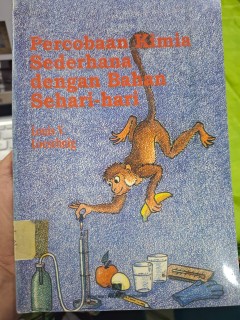 Percobaan Kimia
Sederhana
dengan Bahan
Sehari-hari